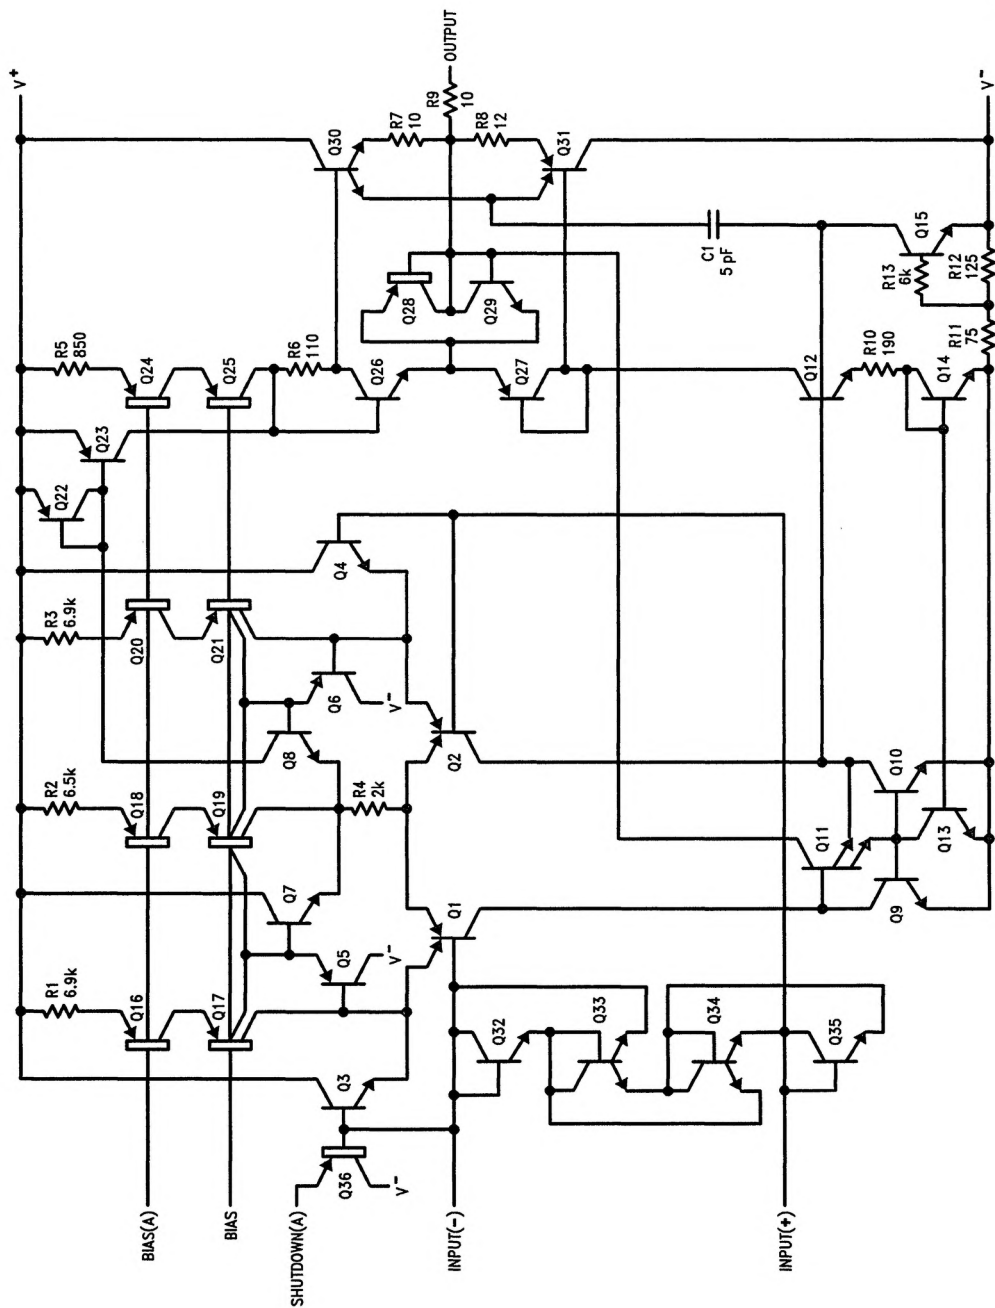 V+
R1
6.9k
R2
6.5k
R3
6.9k
R5
850
Q22
Q23
Q16
Q18
Q20
Q24
BIAS(A)
Q17
Q19
Q21
Q25
BIAS
R6
110
Q30
Q7
Q8
Q3
Q5
Q6
Q4
Q26
Q28
R7
10
Q36
V-
V-
V-
SHUTDOWN(A)
R4
2k
R9
10
OUTPUT
Q29
R8
12
INPUT(-)
Q1
Q2
Q27
Q31
Q32
Q33
Q34
Q35
C1
5 pF
INPUT(+)
Q11
Q12
R10
190
Q15
R13
6k
Q9
Q10
Q13
Q14
R11
75
R12
125
V-